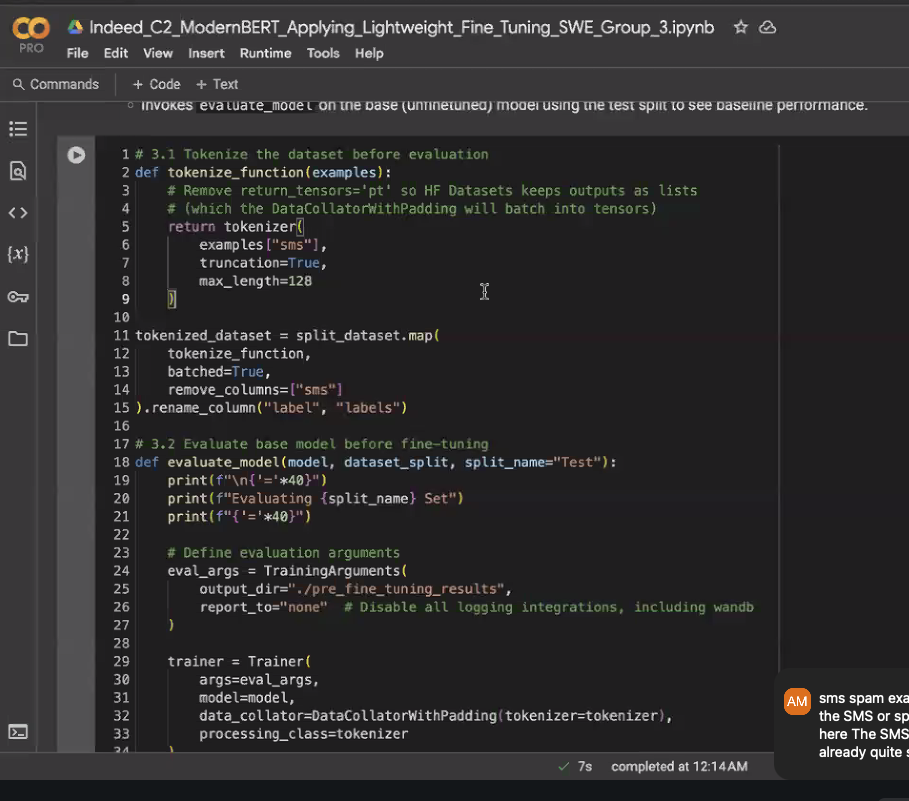 CO
PRO
Indeed_C2_ModernBERT_Applying_Lightweight_Fine_Tuning_SWE_Group_3.ipynb
File Edit View Insert Runtime Tools Help
Commands + Code + Text
Invokes evaluate_model on the base (unfinetuned) model using the test split to see baseline performance.
1 # 3.1 Tokenize the dataset before evaluation
2 def tokenize_function(examples):
3     # Remove return_tensors='pt' so HF Datasets keeps outputs as lists
4     # (which the DataCollatorWithPadding will batch into tensors)
5     return tokenizer(
6         examples["sms"],
7         truncation=True,
8         max_length=128
9     )
10
11 tokenized_dataset = split_dataset.map(
12     tokenize_function,
13     batched=True,
14     remove_columns=["sms"]
15 ).rename_column("label", "labels")
16
17 # 3.2 Evaluate base model before fine-tuning
18 def evaluate_model(model, dataset_split, split_name="Test"):
19     print(f"\n{'='*40}")
20     print(f"Evaluating {split_name} Set")
21     print(f"{'='*40}")
22
23     # Define evaluation arguments
24     eval_args = TrainingArguments(
25         output_dir="./pre_fine_tuning_results",
26         report_to="none"  # Disable all logging integrations, including wandb
27     )
28
29     trainer = Trainer(
30         args=eval_args,
31         model=model,
32         data_collator=DataCollatorWithPadding(tokenizer=tokenizer),
33         processing_class=tokenizer
34     )
AM
sms spam exa
the SMS or sp
here The SMS
already quite s
7s completed at 12:14 AM